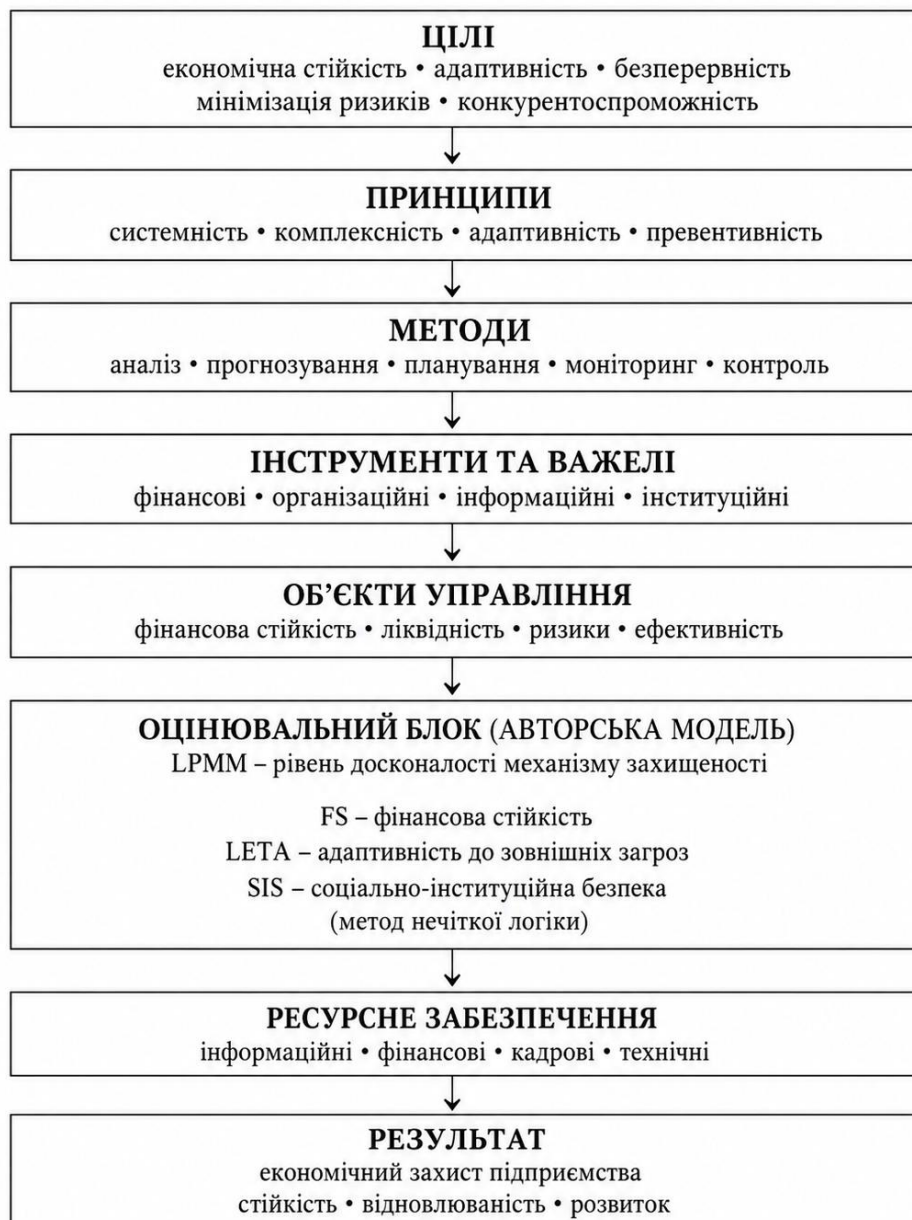 ЦІЛІ
економічна стійкість • адаптивність • безперервність
мінімізація ризиків • конкурентоспроможність
ПРИНЦИПИ
системність • комплексність • адаптивність • превентивність
МЕТОДИ
аналіз • прогнозування • планування • моніторинг • контроль
ІНСТРУМЕНТИ ТА ВАЖЕЛІ
фінансові • організаційні • інформаційні • інституційні
ОБ’ЄКТИ УПРАВЛІННЯ
фінансова стійкість • ліквідність • ризики • ефективність
ОЦІНЮВАЛЬНИЙ БЛОК (АВТОРСЬКА МОДЕЛЬ)
LPMM – рівень досконалості механізму захищеності
FS – фінансова стійкість
LETA – адаптивність до зовнішніх загроз
SIS – соціально-інституційна безпека
(метод нечіткої логіки)
РЕСУРСНЕ ЗАБЕЗПЕЧЕННЯ
інформаційні • фінансові • кадрові • технічні
РЕЗУЛЬТАТ
економічний захист підприємства
стійкість • відновлюваність • розвиток